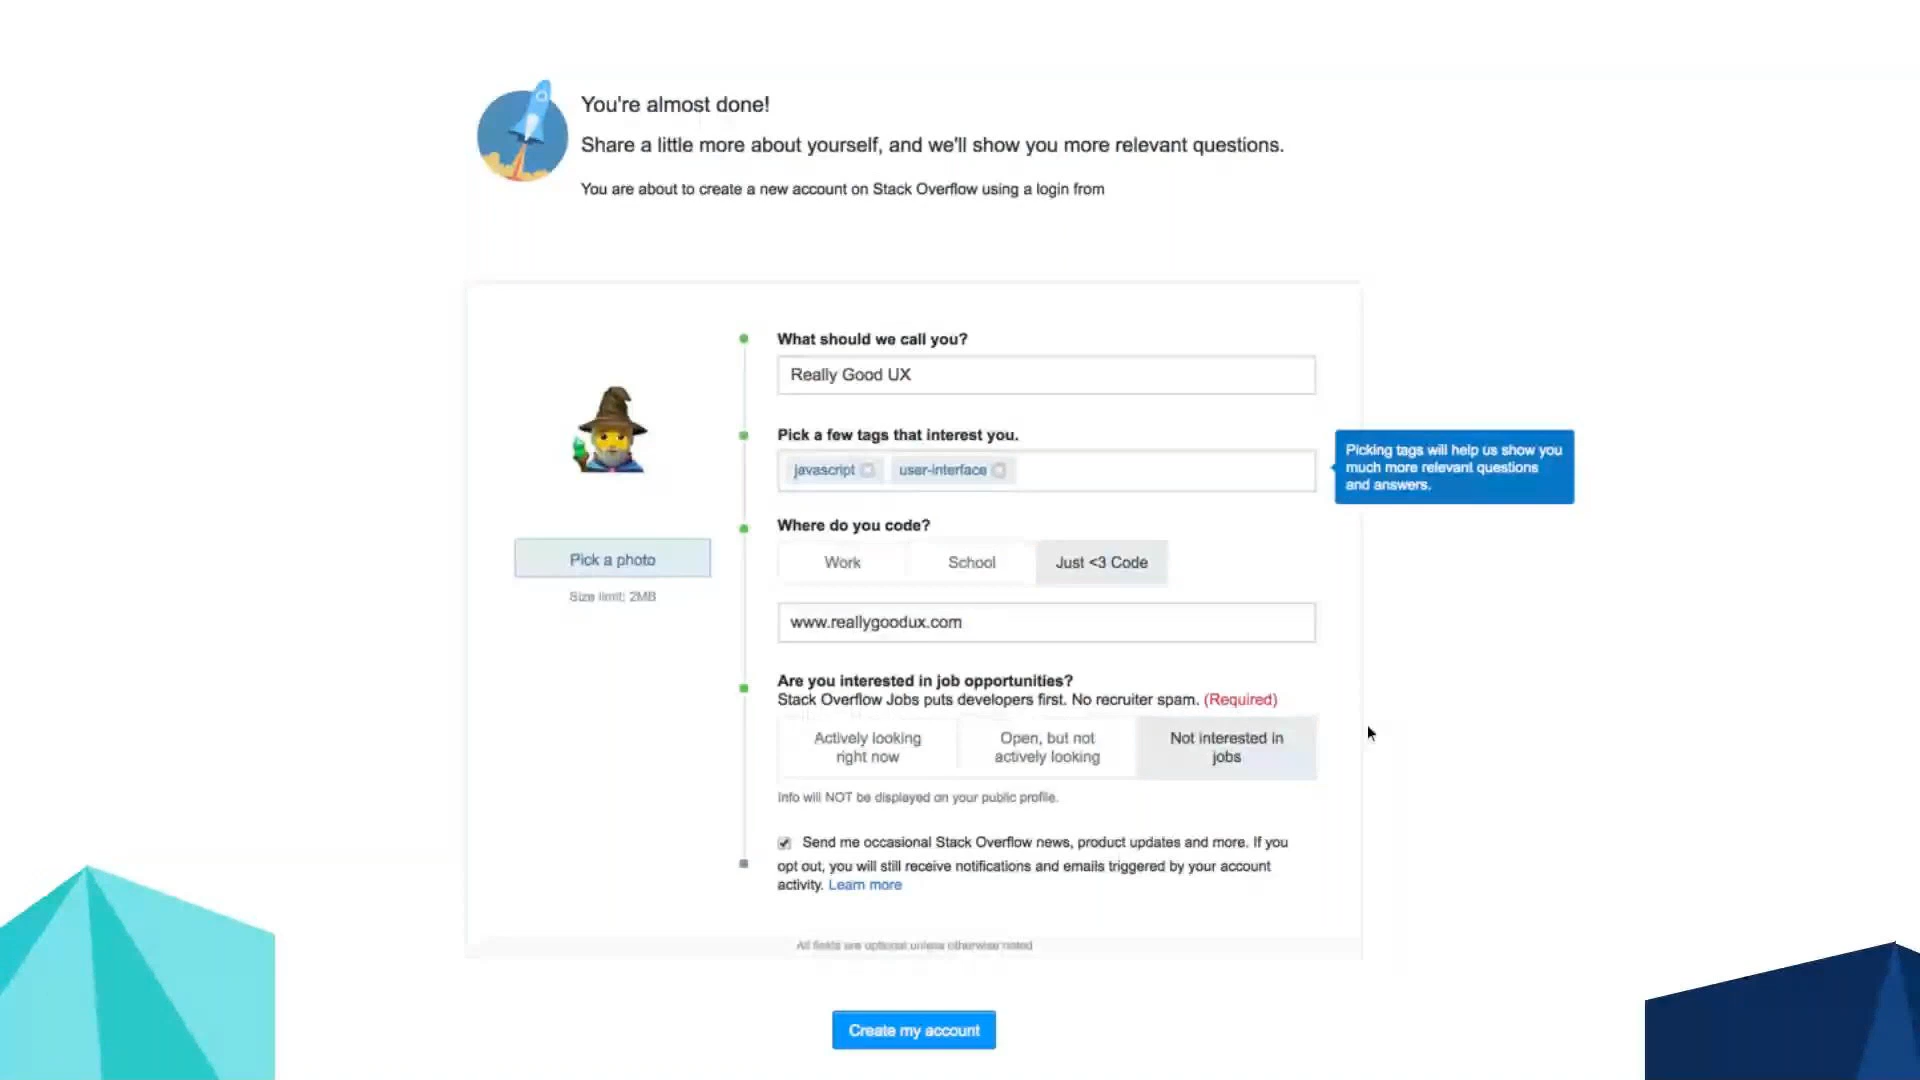 You're almost done!
Share a little more about yourself, and we'll show you more relevant questions.
You are about to create a new account on Stack Overflow using a login from
What should we call you?
Really Good UX
Pick a few tags that interest you.
javascript user-interface
Picking tags will help us show you
much more relevant questions
and answers.
Where do you code?
Work School Just <3 Code
Pick a photo
Size limit: 2MB
www.reallygoodux.com
Are you interested in job opportunities?
Stack Overflow Jobs puts developers first. No recruiter spam. (Required)
Actively looking
right now
Open, but not
actively looking
Not interested in
jobs
Info will NOT be displayed on your public profile.
Send me occasional Stack Overflow news, product updates and more. If you
opt out, you will still receive notifications and emails triggered by your account
activity. Learn more
All fields are optional unless otherwise noted
Create my account